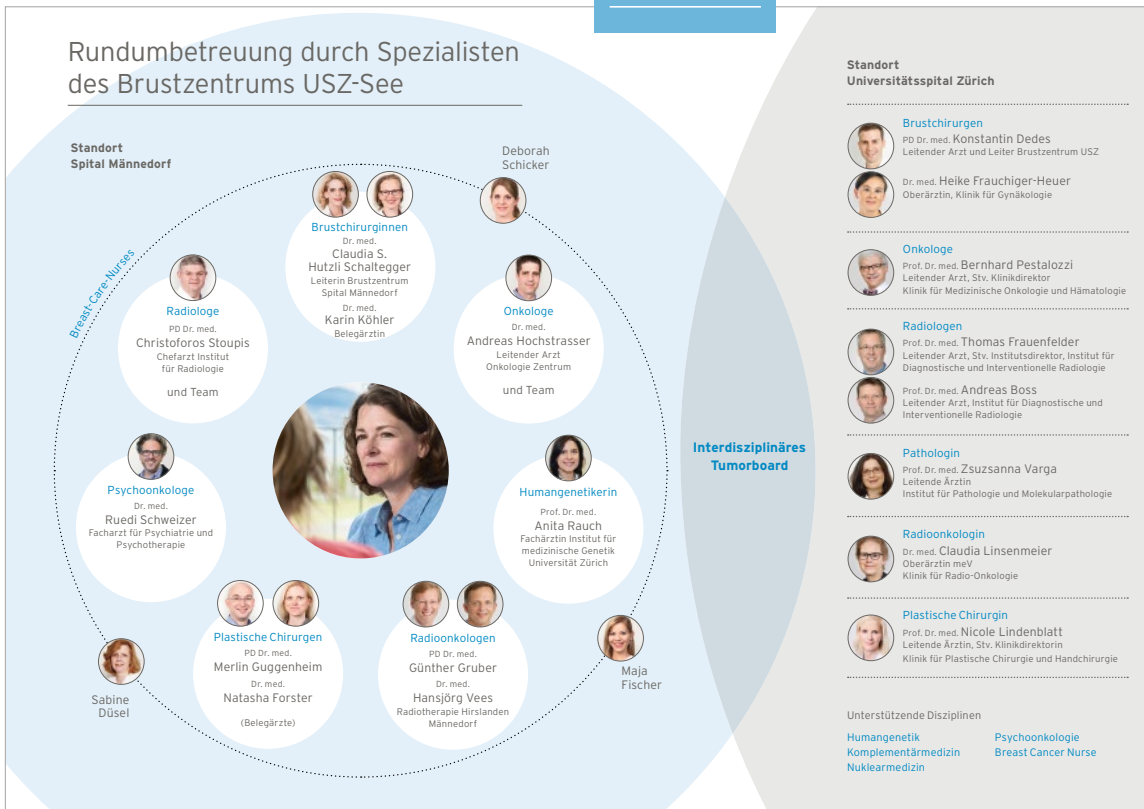 Rundumbetreuung durch Spezialisten
des Brustzentrums USZ-See
Standort
Spital Männedorf
Breast-Care-Nurses
Deborah
Schicker
Brustchirurginnen
Dr. med.
Claudia S.
Hutzli Schaltegger
Leiterin Brustzentrum
Spital Männedorf
Dr. med.
Karin Köhler
Belegärztin
Radiologe
PD Dr. med.
Christoforos Stoupis
Chefarzt Institut
für Radiologie
und Team
Onkologe
Dr. med.
Andreas Hochstrasser
Leitender Arzt
Onkologie Zentrum
und Team
Psychoonkologe
Dr. med.
Ruedi Schweizer
Facharzt für Psychiatrie und
Psychotherapie
Humangenetikerin
Prof. Dr. med.
Anita Rauch
Fachärztin Institut für
medizinische Genetik
Universität Zürich
Plastische Chirurgen
PD Dr. med.
Merlin Guggenheim
Dr. med.
Natasha Forster
(Belegärzte)
Radioonkologen
PD Dr. med.
Günther Gruber
Dr. med.
Hansjörg Vees
Radiotherapie Hirslanden
Männedorf
Sabine
Düsel
Maja
Fischer
Interdisziplinäres
Tumorboard
Standort
Universitätsspital Zürich
Brustchirurgen
PD Dr. med. Konstantin Dedes
Leitender Arzt und Leiter Brustzentrum USZ
Dr. med. Heike Frauchiger-Heuer
Oberärztin, Klinik für Gynäkologie
Onkologe
Prof. Dr. med. Bernhard Pestalozzi
Leitender Arzt, Stv. Klinikdirektor
Klinik für Medizinische Onkologie und Hämatologie
Radiologen
Prof. Dr. med. Thomas Frauenfelder
Leitender Arzt, Stv. Institutsdirektor, Institut für
Diagnostische und Interventionelle Radiologie
Prof. Dr. med. Andreas Boss
Leitender Arzt, Institut für Diagnostische und
Interventionelle Radiologie
Pathologin
Prof. Dr. med. Zsuzsanna Varga
Leitende Ärztin
Institut für Pathologie und Molekularpathologie
Radioonkologin
Dr. med. Claudia Linsenmeier
Oberärztin meV
Klinik für Radio-Onkologie
Plastische Chirurgin
Prof. Dr. med. Nicole Lindenblatt
Leitende Ärztin, Stv. Klinikdirektorin
Klinik für Plastische Chirurgie und Handchirurgie
Unterstützende Disziplinen
Humangenetik
Komplementärmedizin
Nuklearmedizin
Psychoonkologie
Breast Cancer Nurse